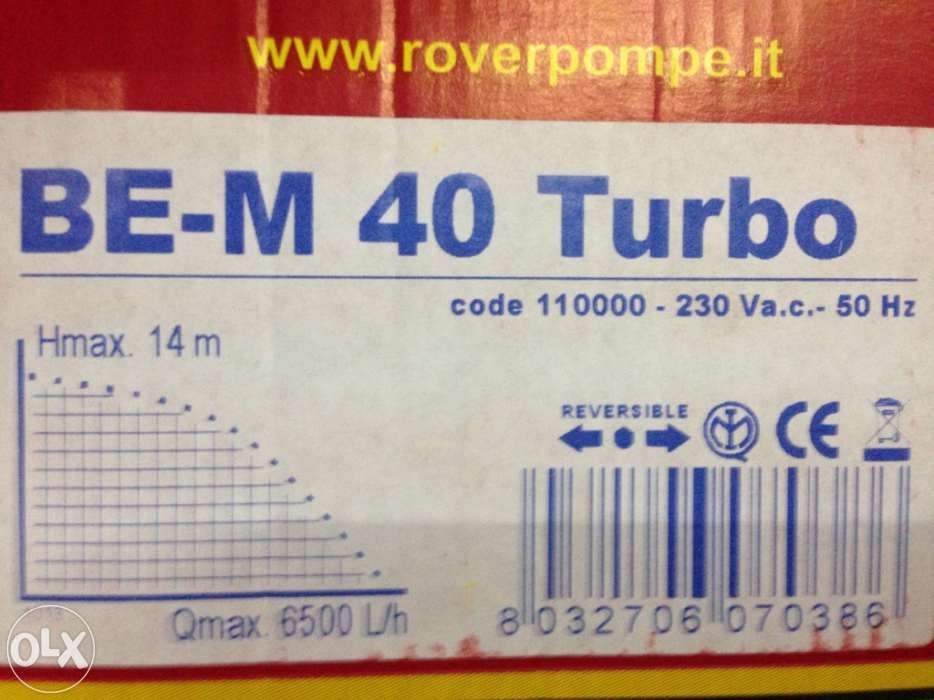 www.roverpompe.it
BE-M 40 Turbo
code 110000 - 230 Va.c.- 50 Hz
Hmax. 14 m
REVERSIBLE
CE
Qmax. 6500 L/h
8 032706 070386
OLX